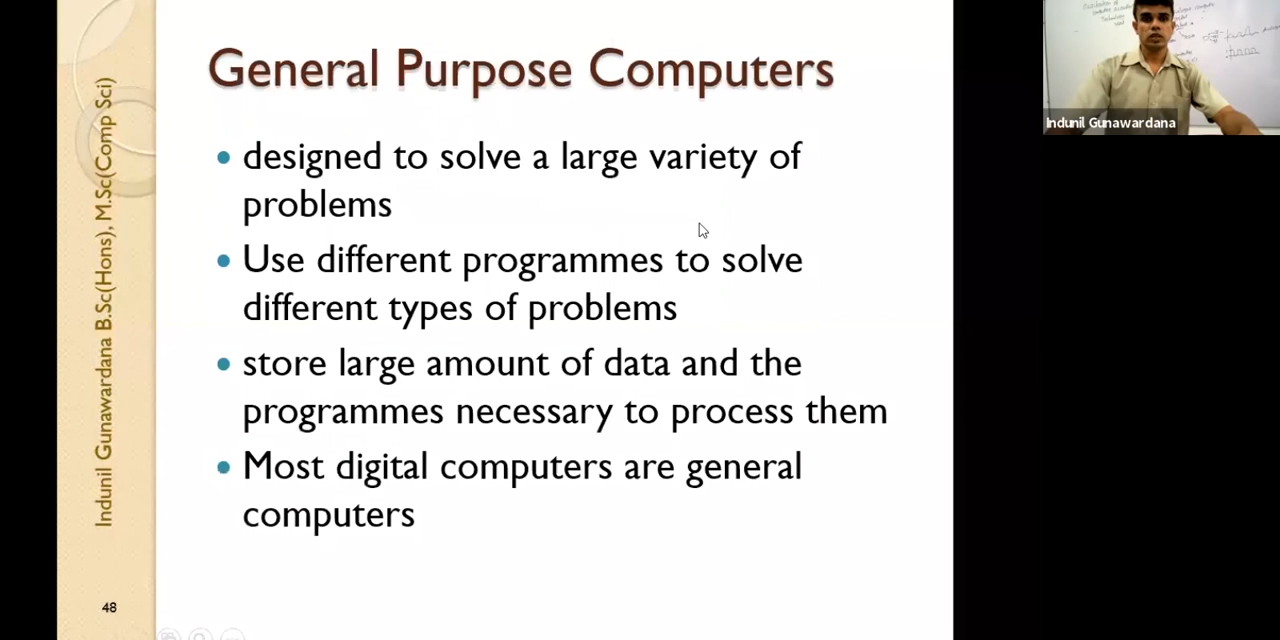 General Purpose Computers
designed to solve a large variety of
problems
Use different programmes to solve
different types of problems
store large amount of data and the
programmes necessary to process them
Most digital computers are general
computers
Indunil Gunawardana B.Sc(Hons), M.Sc(Comp Sci)
48
Indunil Gunawardana